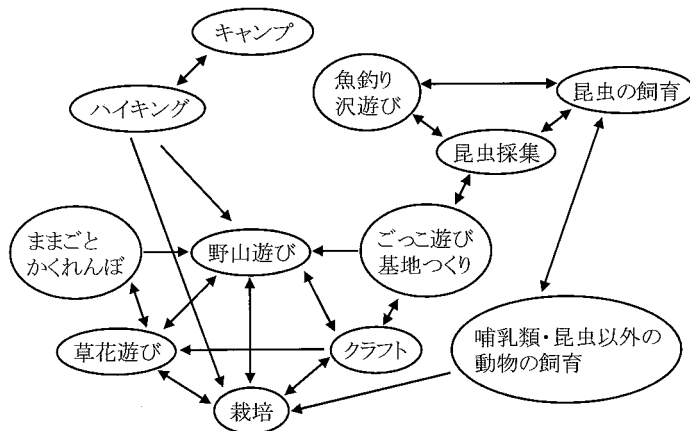 キャンプ
ハイキング
魚釣り
沢遊び
昆虫の飼育
昆虫採集
ままごと
かくれんぼ
野山遊び
ごっこ遊び
基地つくり
草花遊び
クラフト
哺乳類・昆虫以外の
動物の飼育
栽培